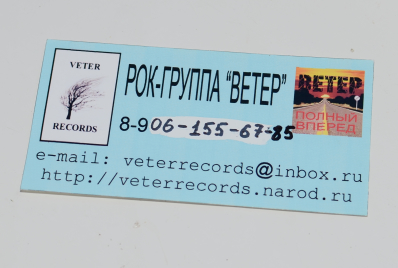 VETER
RECORDS
РОК-ГРУППА "ВЕТЕР"
ВЕТЕР
ПОЛНЫЙ
ВПЕРЕД
8-906-155-67-85
e-mail: veterrecords@inbox.ru
http://veterrecords.narod.ru